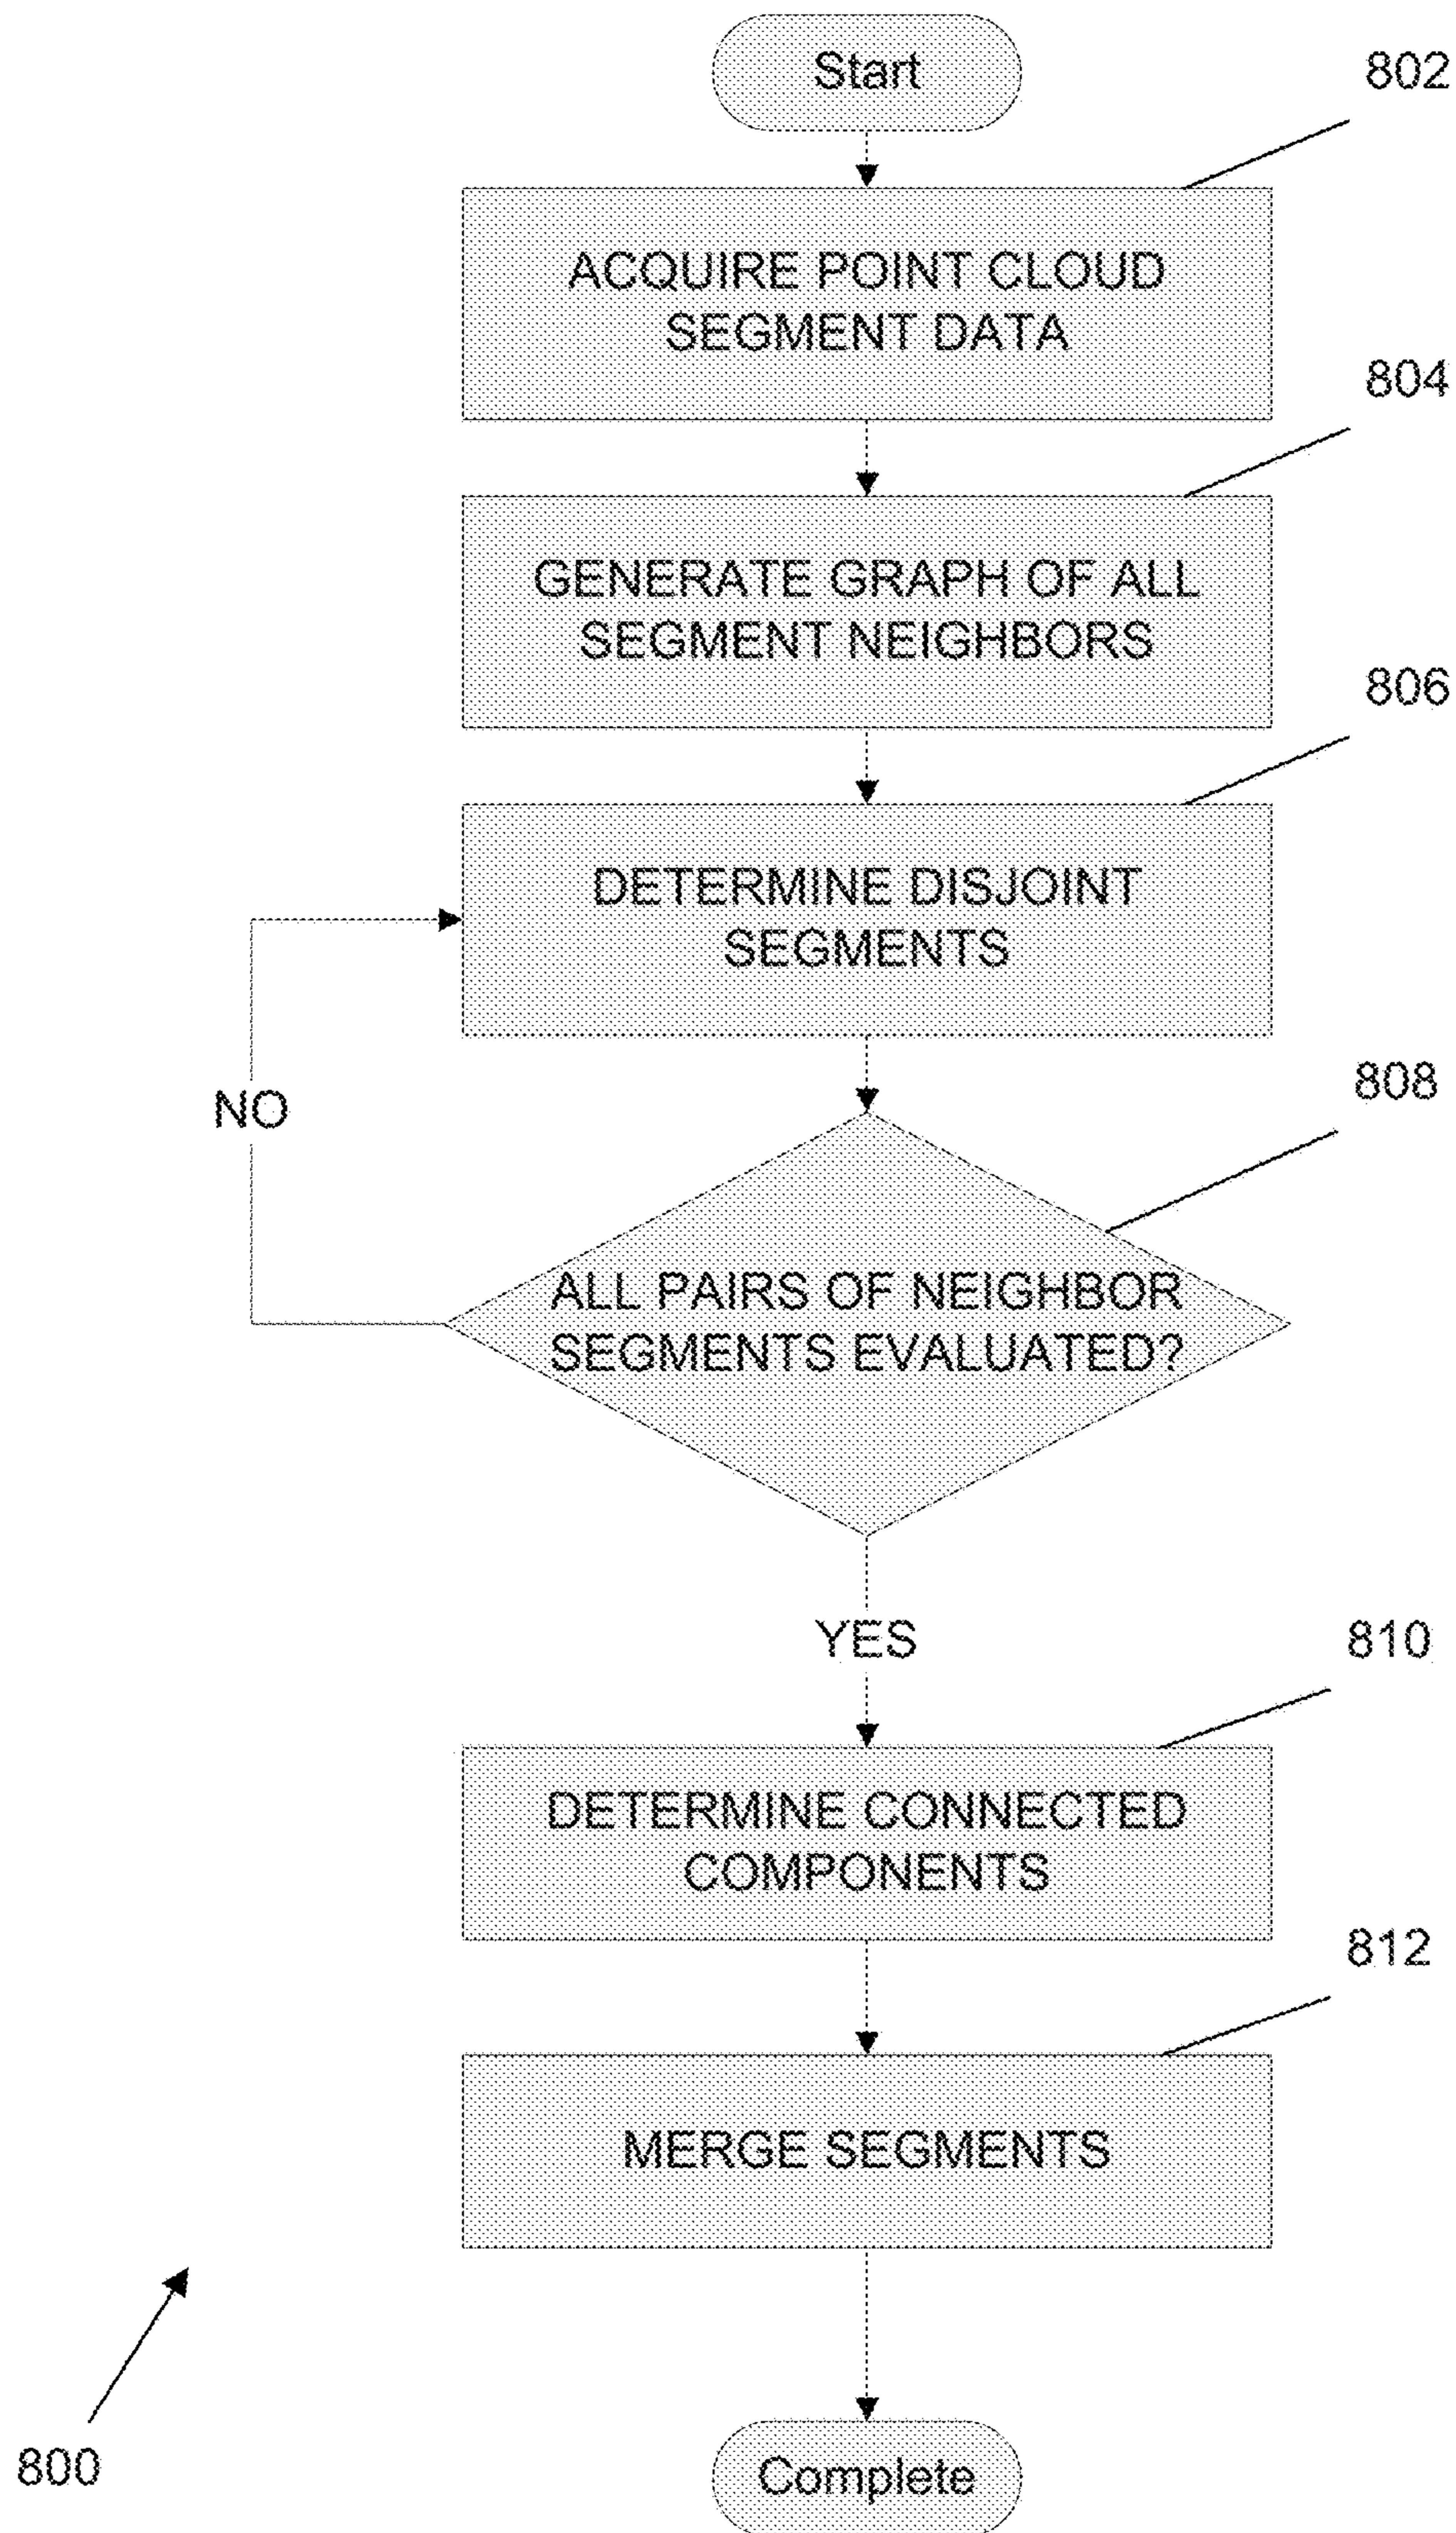 Start
802
ACQUIRE POINT CLOUD
SEGMENT DATA
804
GENERATE GRAPH OF ALL
SEGMENT NEIGHBORS
806
DETERMINE DISJOINT
SEGMENTS
NO
808
ALL PAIRS OF NEIGHBOR
SEGMENTS EVALUATED?
YES
810
DETERMINE CONNECTED
COMPONENTS
812
MERGE SEGMENTS
800
Complete